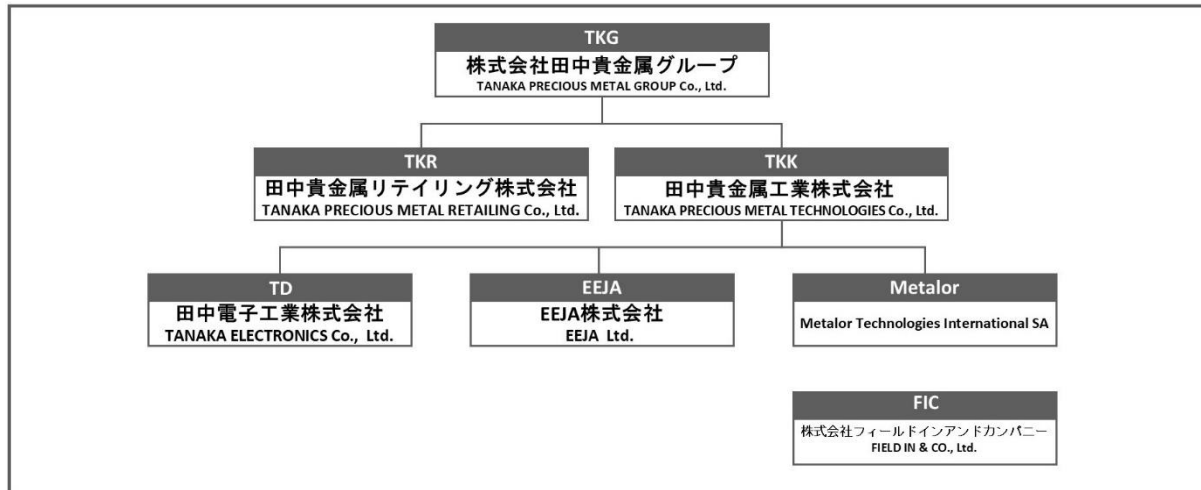 TKG
株式会社田中貴金属グループ
TANAKA PRECIOUS METAL GROUP Co., Ltd.
TKR
田中貴金属リテイリング株式会社
TANAKA PRECIOUS METAL RETAILING Co., Ltd.
TKK
田中貴金属工業株式会社
TANAKA PRECIOUS METAL TECHNOLOGIES Co., Ltd.
TD
田中電子工業株式会社
TANAKA ELECTRONICS Co., Ltd.
EEJA
EEJA株式会社
EEJA Ltd.
Metalor
Metalor Technologies International SA
FIC
株式会社フィールドインアンドカンパニー
FIELD IN & CO., Ltd.